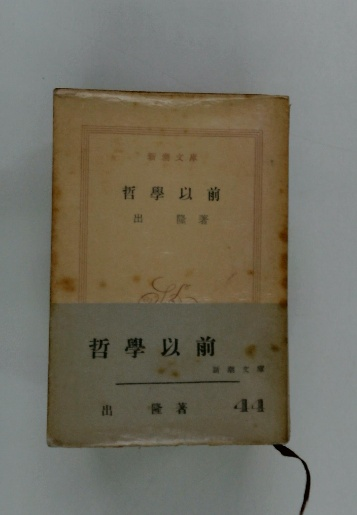 新潮文庫
哲學以前
出 隆 著
哲學以前
新潮文庫
出 隆 著
44